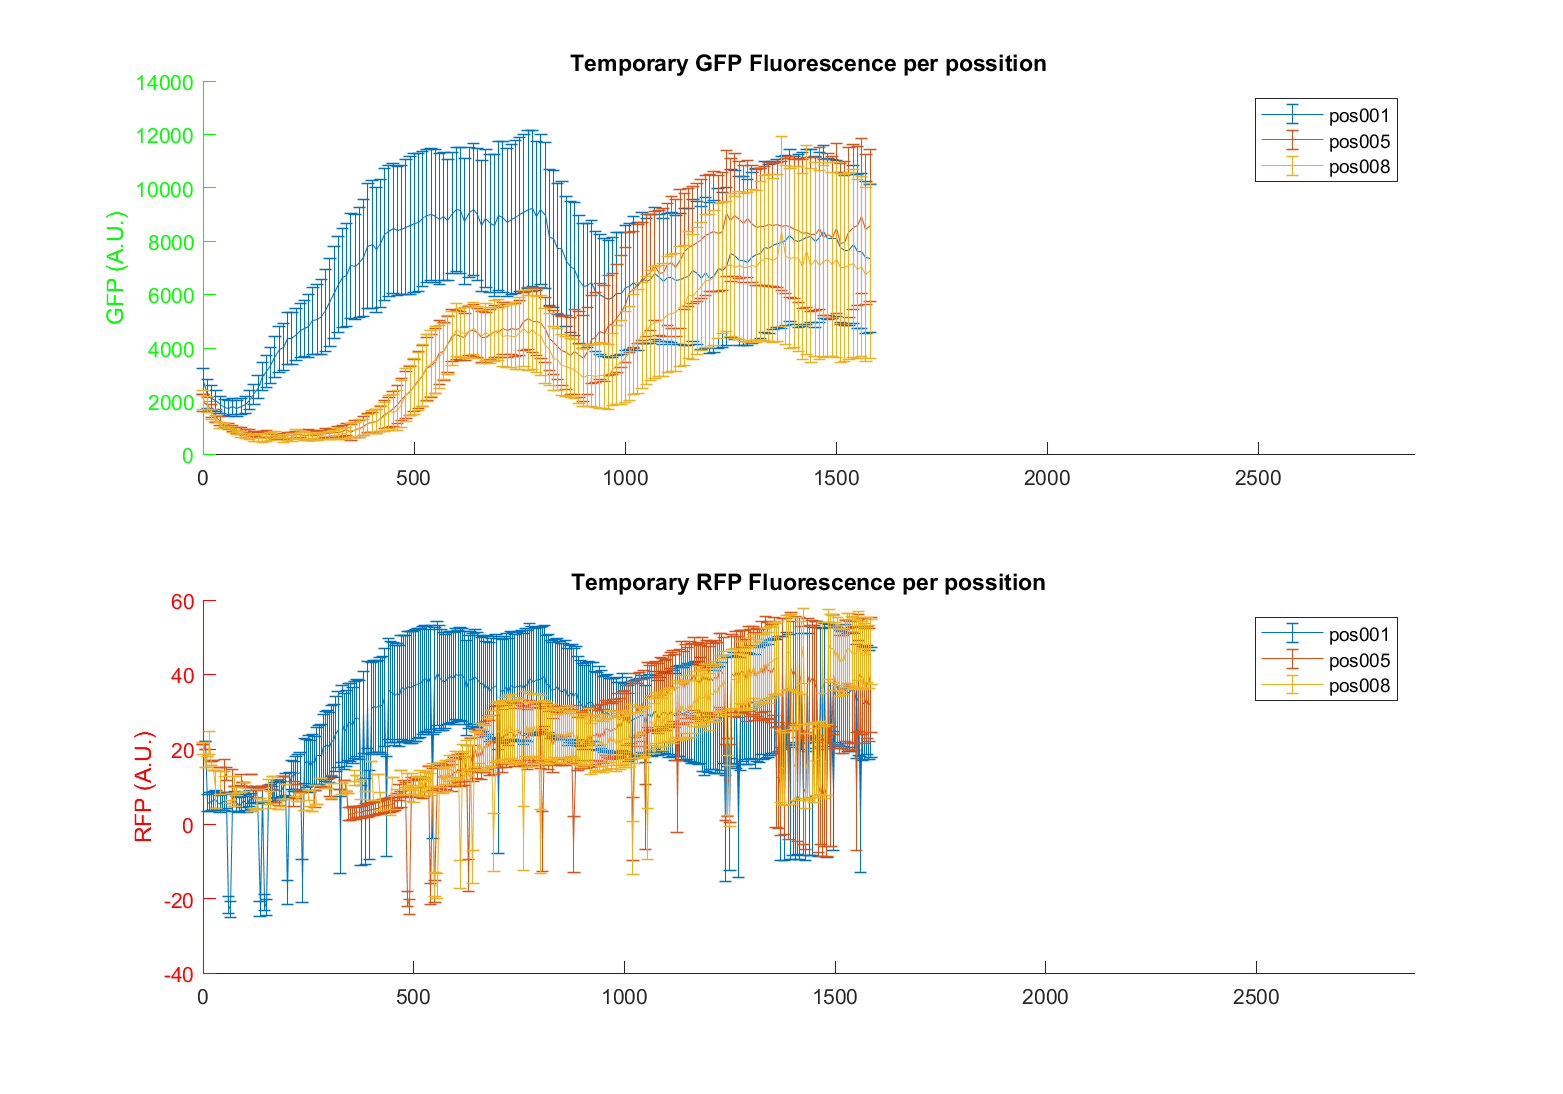 Temporary GFP Fluorescence per possition
14000
12000
10000
8000
6000
4000
2000
0
GFP (A.U.)
0 500 1000 1500 2000 2500
pos001
pos005
pos008
Temporary RFP Fluorescence per possition
60
40
20
0
-20
-40
RFP (A.U.)
0 500 1000 1500 2000 2500
pos001
pos005
pos008